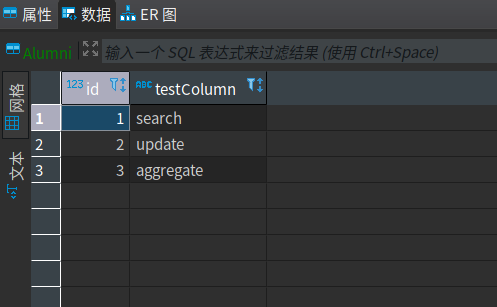 属性 数据 ER 图
Alumni 输入一个 SQL 表达式来过滤结果 (使用 Ctrl+Space)
网格
文本
123 id ABC testColumn
1 1 search
2 2 update
3 3 aggregate